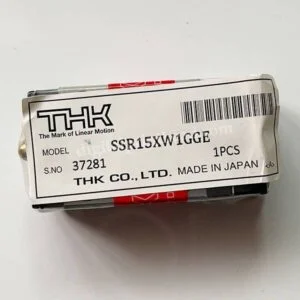 THK
The Mark of Linear Motion
MODEL SSR15XW1GGE
1PCS
S.NO 37281
MADE IN JAPAN
THK CO., LTD.